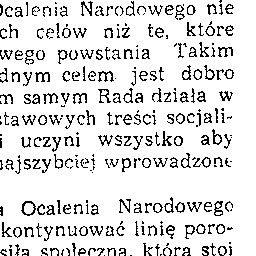 Ocalenia Narodowego nie
ch celów niż te, które
wego powstania Takim
dnym celem jest dobro
m samym Rada działa w
stawowych treści socjali-
i uczyni wszystko aby
najszybciej wprowadzone
a Ocalenia Narodowego
kontynuować linię poro-
siła społeczna, która stoi